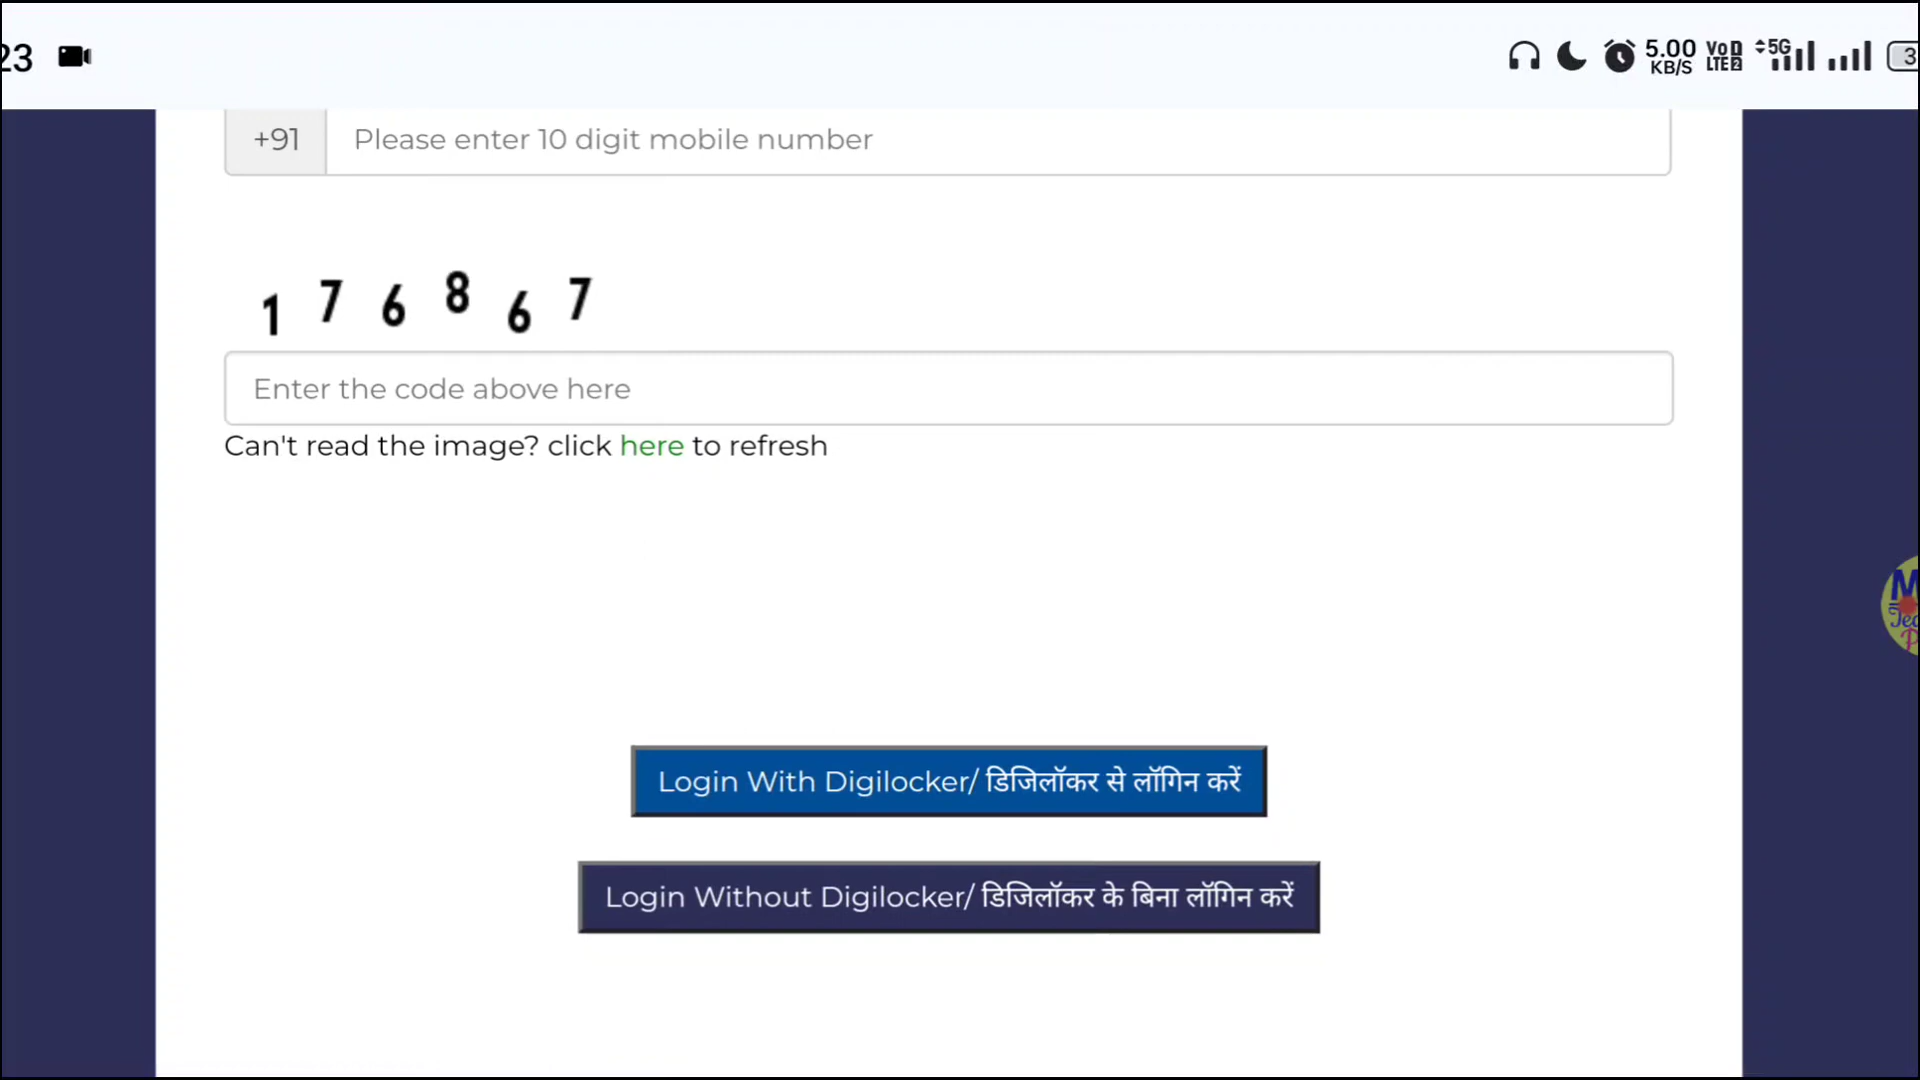 23
5.00
KB/S
VoD
LTE2
5G
3
+91 Please enter 10 digit mobile number
1 7 6 8 6 7
Enter the code above here
Can't read the image? click here to refresh
M
Login With Digilocker/ डिजिलॉकर से लॉगिन करें
Login Without Digilocker/ डिजिलॉकर के बिना लॉगिन करें